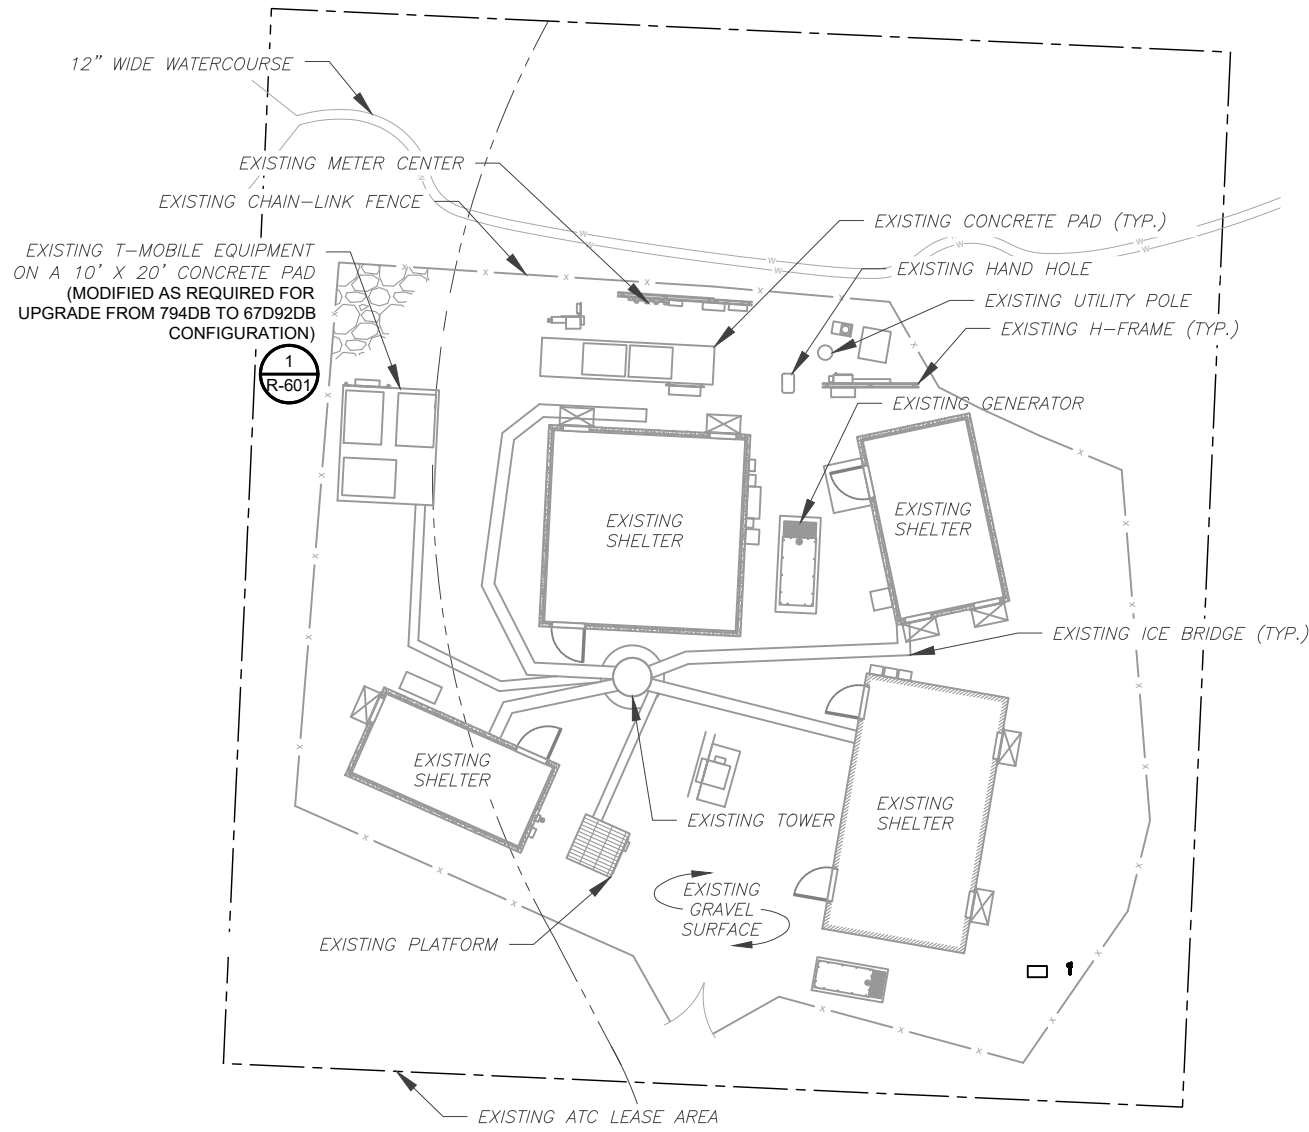 12" WIDE WATERCOURSE
EXISTING METER CENTER
EXISTING CHAIN-LINK FENCE
EXISTING T-MOBILE EQUIPMENT
ON A 10' X 20' CONCRETE PAD
(MODIFIED AS REQUIRED FOR
UPGRADE FROM 794DB TO 67D92DB
CONFIGURATION)
1
R-601
EXISTING CONCRETE PAD (TYP.)
EXISTING HAND HOLE
EXISTING UTILITY POLE
EXISTING H-FRAME (TYP.)
EXISTING GENERATOR
EXISTING
SHELTER
EXISTING
SHELTER
EXISTING ICE BRIDGE (TYP.)
EXISTING
SHELTER
EXISTING
SHELTER
EXISTING TOWER
EXISTING
GRAVEL
SURFACE
EXISTING PLATFORM
EXISTING ATC LEASE AREA